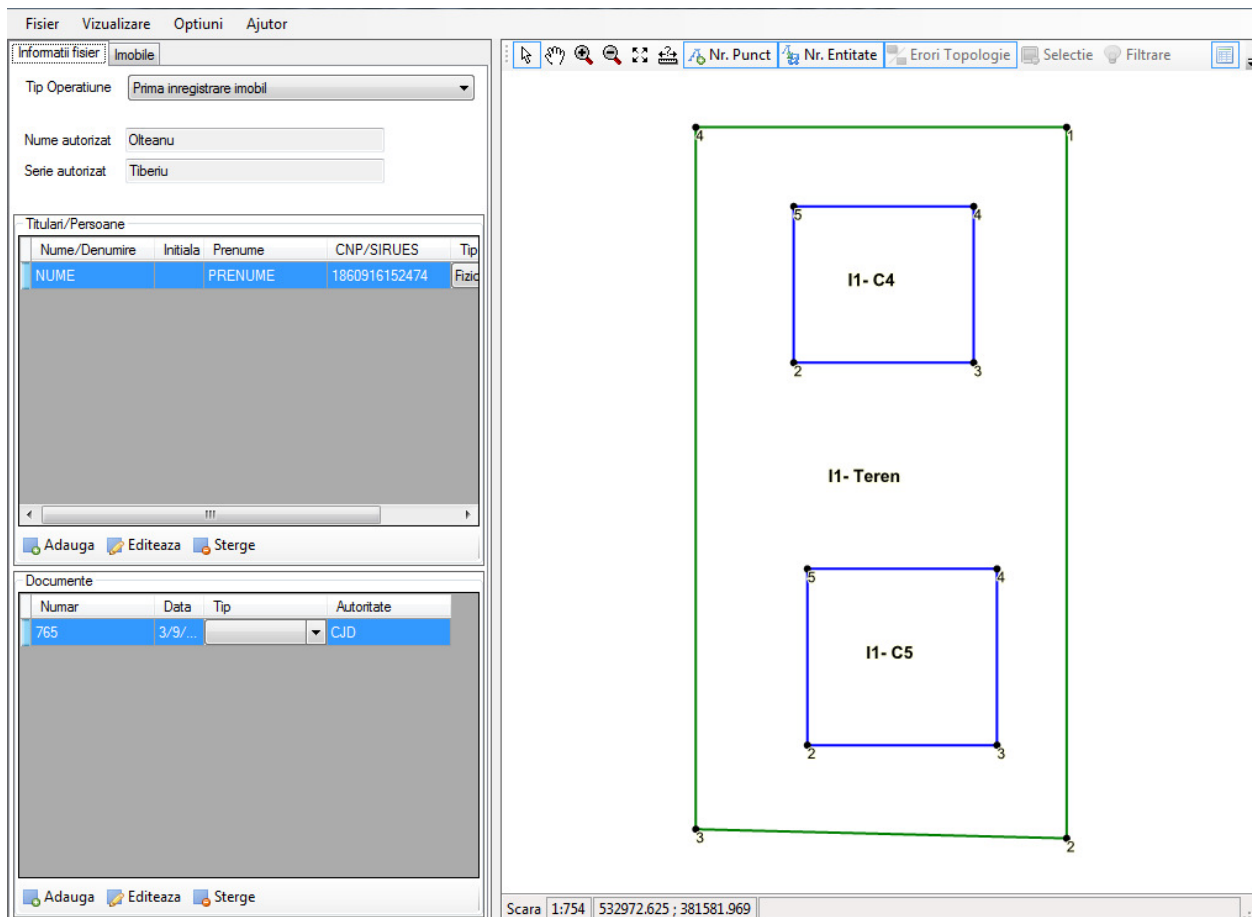 Fisier Vizualizare Optiuni Ajutor
Informatii fisier Imobile
Tip Operatiune Prima inregistrare imobil
Nume autorizat Olteanu
Serie autorizat Tiberiu
Titulari/Persoane
Nume/Denumire Initiala Prenume CNP/SIRUES Tip
NUME PRENUME 1860916152474 Fizic
Adauga Editeaza Sterge
Documente
Numar Data Tip Autoritate
765 3/9/... CJD
Adauga Editeaza Sterge
Nr. Punct Nr. Entitate Erori Topologie Selectie Filtrare
4 1
5 4
I1- C4
2 3
I1- Teren
5 4
I1- C5
2 3
3 2
Scara 1:754 532972.625 ; 381581.969